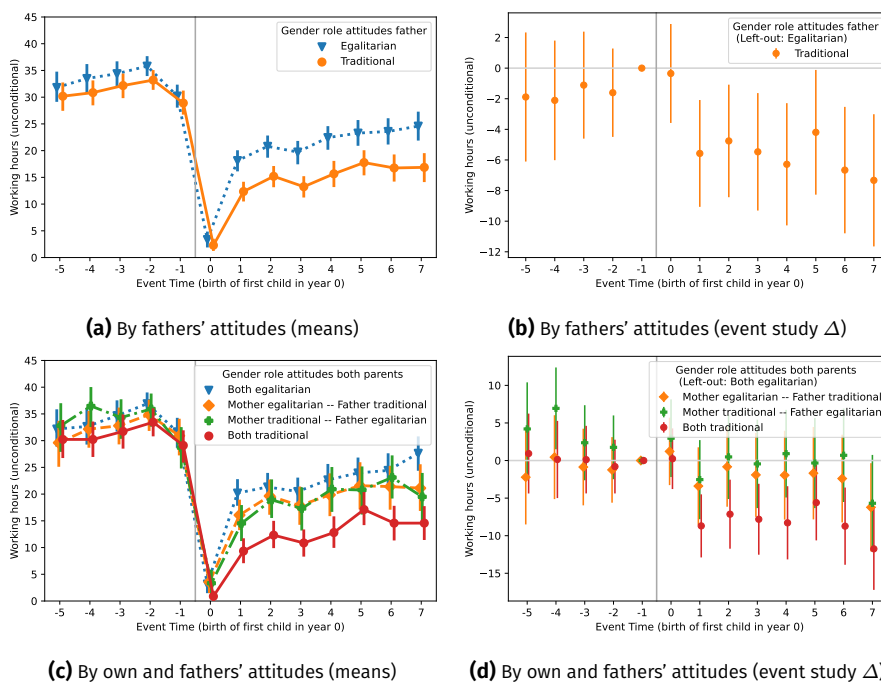 45
40
35
30
25
20
15
10
5
0
Working hours (unconditional)
Gender role attitudes father
Egalitarian
Traditional
-5 -4 -3 -2 -1 0 1 2 3 4 5 6 7
Event Time (birth of first child in year 0)
(a) By fathers' attitudes (means)
2
0
−2
−4
−6
−8
−10
−12
Working hours (unconditional)
Gender role attitudes father
(Left-out: Egalitarian)
Traditional
-5 -4 -3 -2 -1 0 1 2 3 4 5 6 7
Event Time (birth of first child in year 0)
(b) By fathers' attitudes (event study Δ)
45
40
35
30
25
20
15
10
5
0
Working hours (unconditional)
Gender role attitudes both parents
Both egalitarian
Mother egalitarian -- Father traditional
Mother traditional -- Father egalitarian
Both traditional
-5 -4 -3 -2 -1 0 1 2 3 4 5 6 7
Event Time (birth of first child in year 0)
(c) By own and fathers' attitudes (means)
10
5
0
−5
−10
−15
Working hours (unconditional)
Gender role attitudes both parents
(Left-out: Both egalitarian)
Mother egalitarian -- Father traditional
Mother traditional -- Father egalitarian
Both traditional
-5 -4 -3 -2 -1 0 1 2 3 4 5 6 7
Event Time (birth of first child in year 0)
(d) By own and fathers' attitudes (event study Δ)